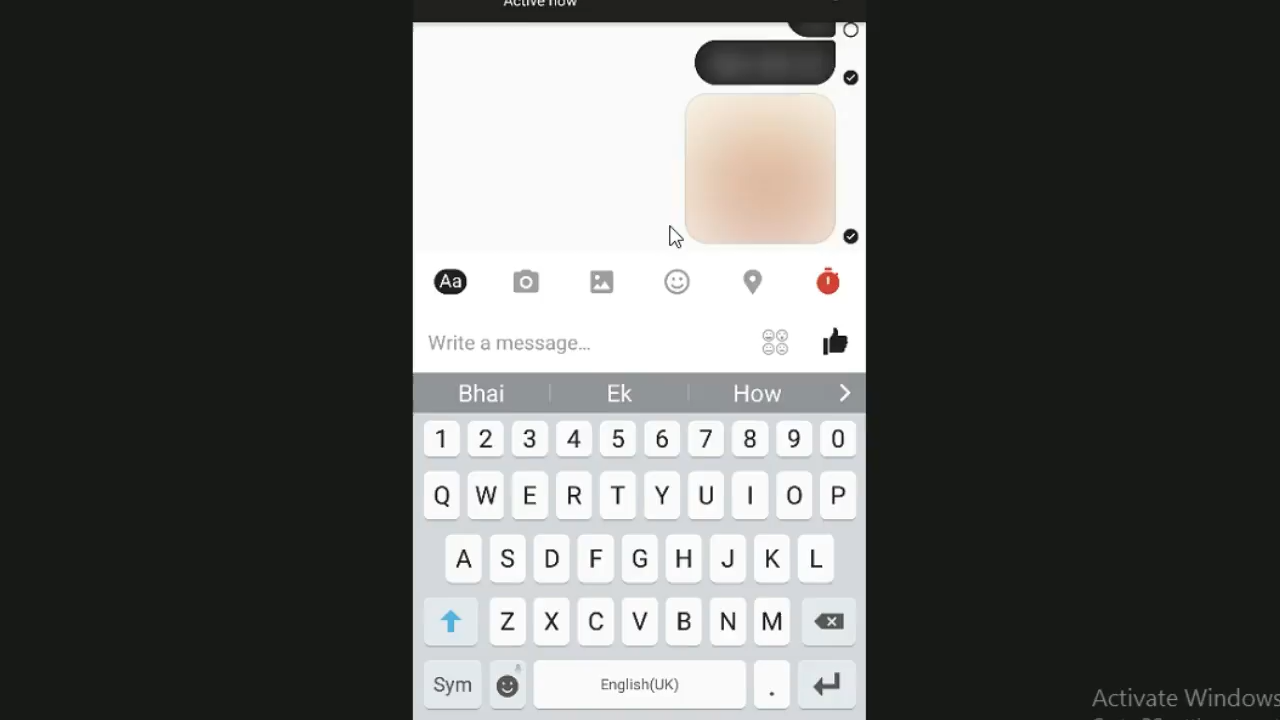 Active now
Aa
Write a message...
Bhai Ek How
1 2 3 4 5 6 7 8 9 0
Q W E R T Y U I O P
A S D F G H J K L
Z X C V B N M
Sym English(UK) .
Activate Windows